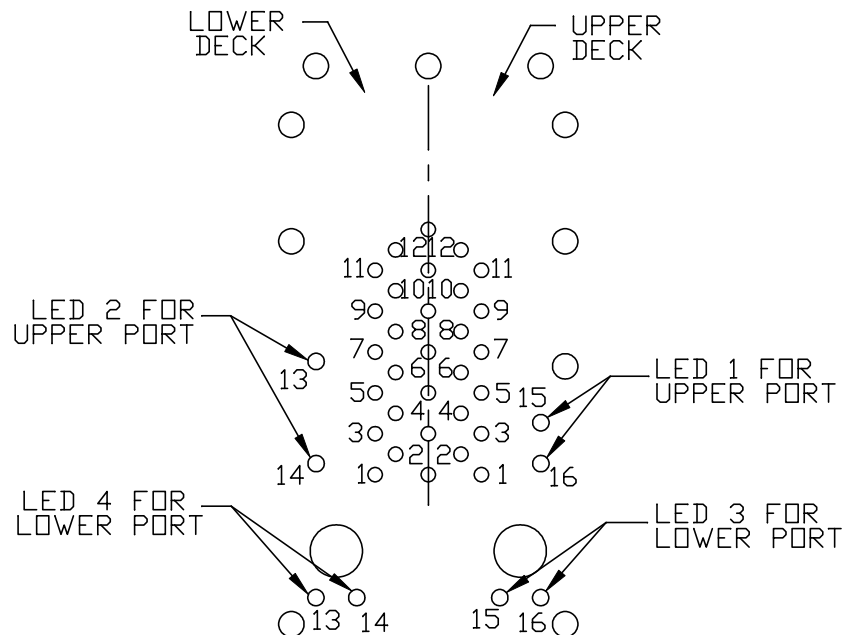 LOWER
DECK
UPPER
DECK
12 12
11 11
10 10
9 9
LED 2 FOR
UPPER PORT
8 8
7 7
13
6 6
LED 1 FOR
UPPER PORT
5 5
15
4 4
3 3
14
2 2
1 1
16
LED 4 FOR
LOWER PORT
LED 3 FOR
LOWER PORT
13 14 15 16